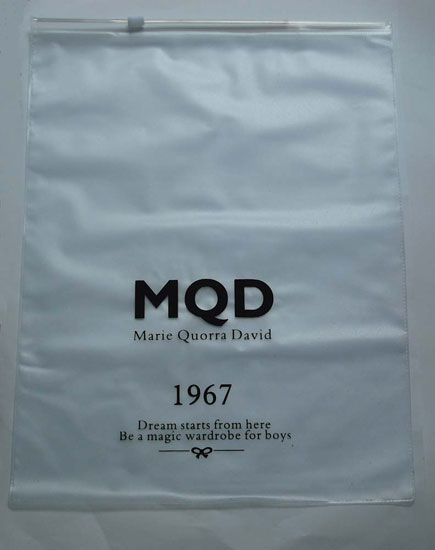 MQD
Marie Quorra David
1967
Dream starts from here
Be a magic wardrobe for boys